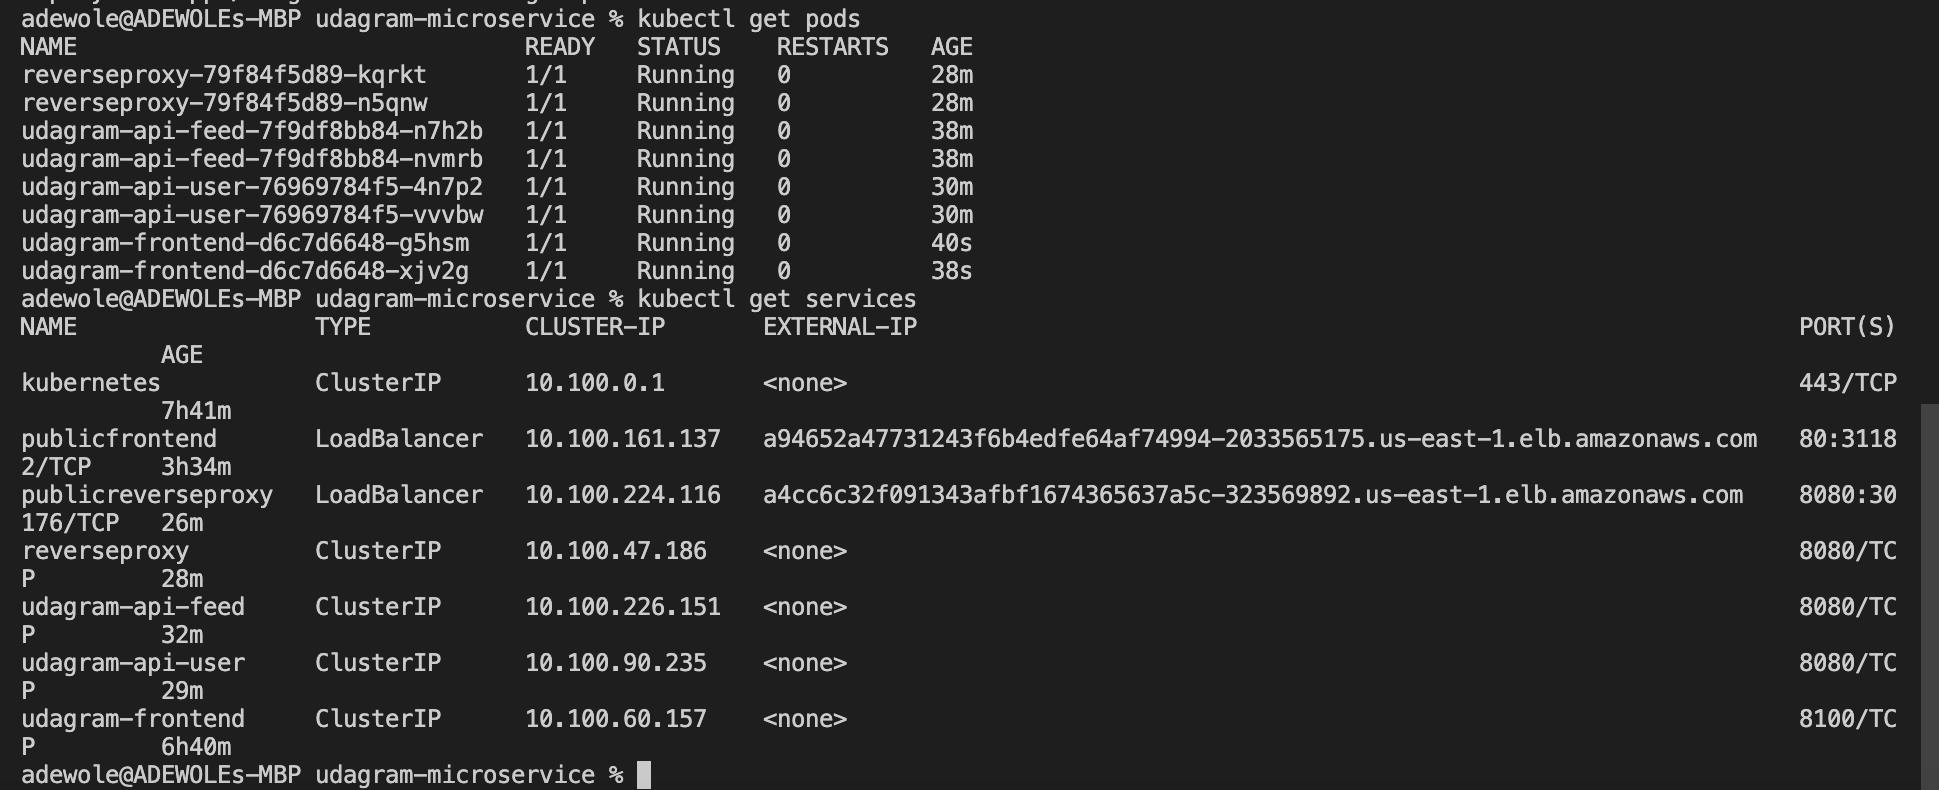 adewole@ADEWOLEs-MBP udagram-microservice % kubectl get pods
NAME                                READY   STATUS    RESTARTS   AGE
reverseproxy-79f84f5d89-kqrkt       1/1     Running   0          28m
reverseproxy-79f84f5d89-n5qnw       1/1     Running   0          28m
udagram-api-feed-7f9df8bb84-n7h2b   1/1     Running   0          38m
udagram-api-feed-7f9df8bb84-nvmrb   1/1     Running   0          38m
udagram-api-user-76969784f5-4n7p2   1/1     Running   0          30m
udagram-api-user-76969784f5-vvvbw   1/1     Running   0          30m
udagram-frontend-d6c7d6648-g5hsm    1/1     Running   0          40s
udagram-frontend-d6c7d6648-xjv2g    1/1     Running   0          38s
adewole@ADEWOLEs-MBP udagram-microservice % kubectl get services
NAME                 TYPE           CLUSTER-IP       EXTERNAL-IP                                                               PORT(S)
          AGE
kubernetes           ClusterIP      10.100.0.1       <none>                                                                    443/TCP
          7h41m
publicfrontend       LoadBalancer   10.100.161.137   a94652a47731243f6b4edfe64af74994-2033565175.us-east-1.elb.amazonaws.com   80:3118
2/TCP     3h34m
publicreverseproxy   LoadBalancer   10.100.224.116   a4cc6c32f091343afbf1674365637a5c-323569892.us-east-1.elb.amazonaws.com    8080:30
176/TCP   26m
reverseproxy         ClusterIP      10.100.47.186    <none>                                                                    8080/TC
P         28m
udagram-api-feed     ClusterIP      10.100.226.151   <none>                                                                    8080/TC
P         32m
udagram-api-user     ClusterIP      10.100.90.235    <none>                                                                    8080/TC
P         29m
udagram-frontend     ClusterIP      10.100.60.157    <none>                                                                    8100/TC
P         6h40m
adewole@ADEWOLEs-MBP udagram-microservice %